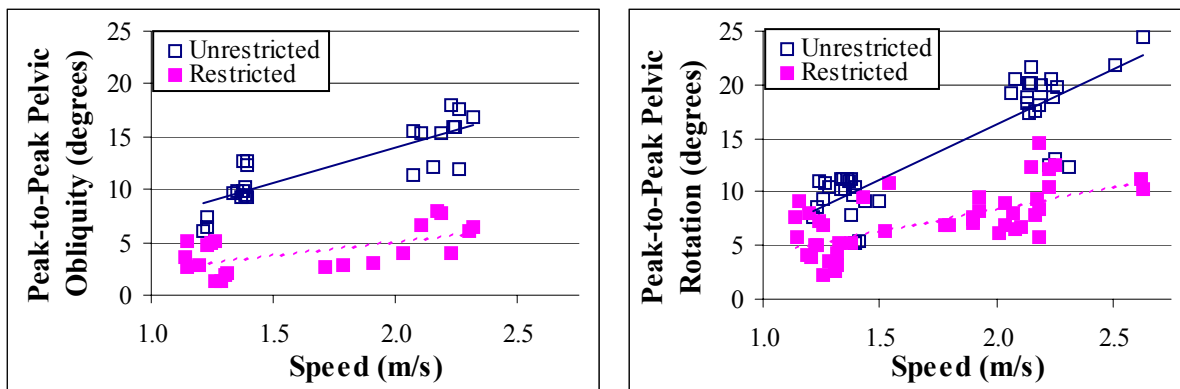 Peak-to-Peak Pelvic
Obliquity (degrees)
25
20
15
10
5
0
Unrestricted
Restricted
1.0 1.5 2.0 2.5
Speed (m/s)
Peak-to-Peak Pelvic
Rotation (degrees)
25
20
15
10
5
0
Unrestricted
Restricted
1.0 1.5 2.0 2.5
Speed (m/s)